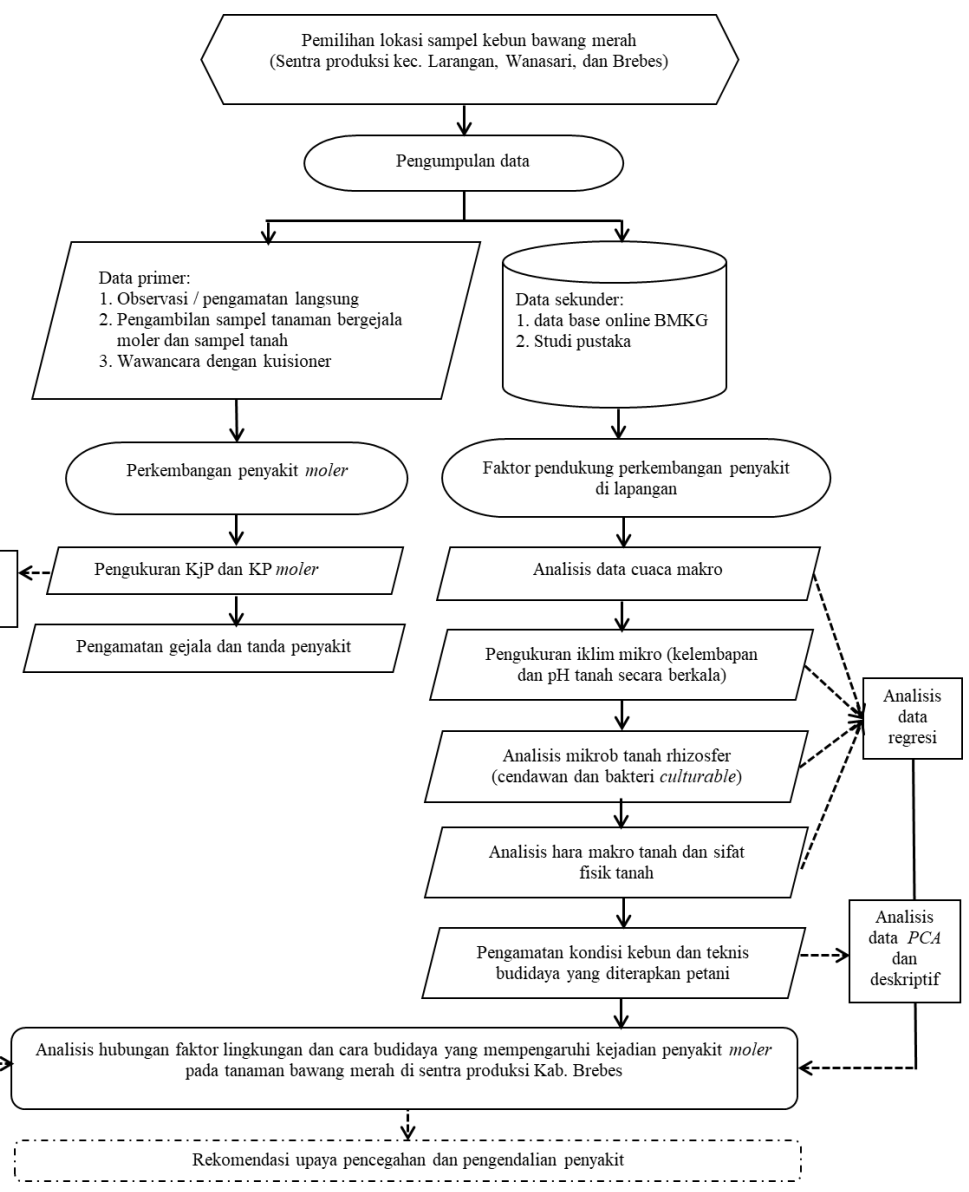 Pemilihan lokasi sampel kebun bawang merah
(Sentra produksi kec. Larangan, Wanasari, dan Brebes)
Pengumpulan data
Data primer:
1. Observasi / pengamatan langsung
2. Pengambilan sampel tanaman bergejala
moler dan sampel tanah
3. Wawancara dengan kuisioner
Data sekunder:
1. data base online BMKG
2. Studi pustaka
Perkembangan penyakit moler
Faktor pendukung perkembangan penyakit
di lapangan
Pengukuran KjP dan KP moler
Pengamatan gejala dan tanda penyakit
Analisis data cuaca makro
Pengukuran iklim mikro (kelembapan
dan pH tanah secara berkala)
Analisis mikrob tanah rhizosfer
(cendawan dan bakteri culturable)
Analisis hara makro tanah dan sifat
fisik tanah
Pengamatan kondisi kebun dan teknis
budidaya yang diterapkan petani
Analisis
data
regresi
Analisis
data PCA
dan
deskriptif
Analisis hubungan faktor lingkungan dan cara budidaya yang mempengaruhi kejadian penyakit moler
pada tanaman bawang merah di sentra produksi Kab. Brebes
Rekomendasi upaya pencegahan dan pengendalian penyakit